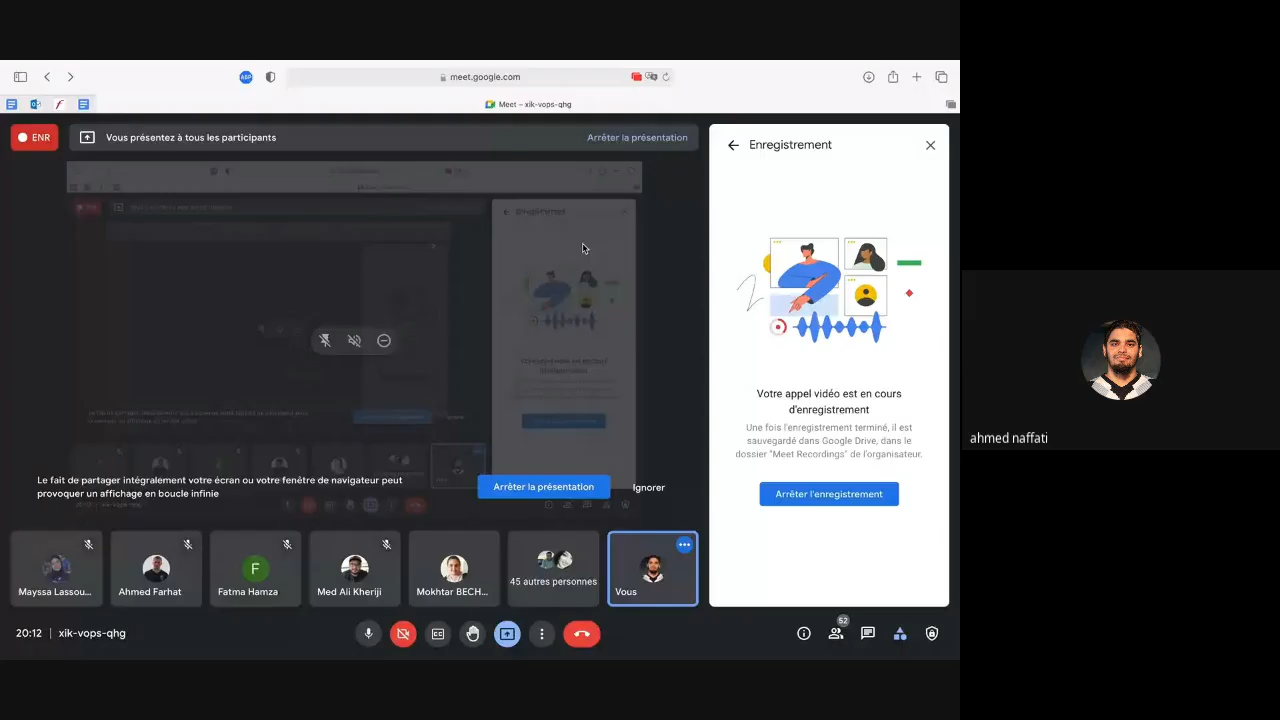 ABP
meet.google.com
Meet – xik-vops-qhg
ENR
Vous présentez à tous les participants
Arrêter la présentation
Enregistrement
Votre appel vidéo est en cours
d'enregistrement
Une fois l'enregistrement terminé, il est
sauvegardé dans Google Drive, dans le
dossier "Meet Recordings" de l'organisateur.
Arrêter l'enregistrement
Le fait de partager intégralement votre écran ou votre fenêtre de navigateur peut
provoquer un affichage en boucle infinie
Arrêter la présentation
Ignorer
Mayssa Lassou...
Ahmed Farhat
F
Fatma Hamza
Med Ali Kheriji
Mokhtar BECH...
45 autres personnes
Vous
20:12 | xik-vops-qhg
52
ahmed naffati